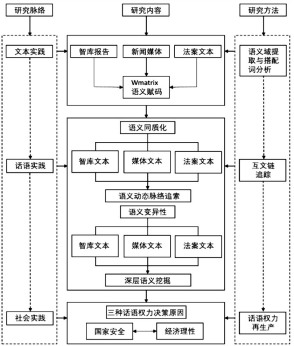 研究脉络
研究内容
研究方法
文本实践
智库报告
新闻媒体
法案文本
语义域提
取与搭配
词分析
Wmatrix
语义赋码
语义同质化
话语实践
智库文本
媒体文本
法案文本
互文链
追踪
语义动态脉络追索
语义变异性
智库文本
媒体文本
法案文本
深层语义挖掘
社会实践
三种话语权力决策原因
国家安全
经济理性
话语权力
再生产